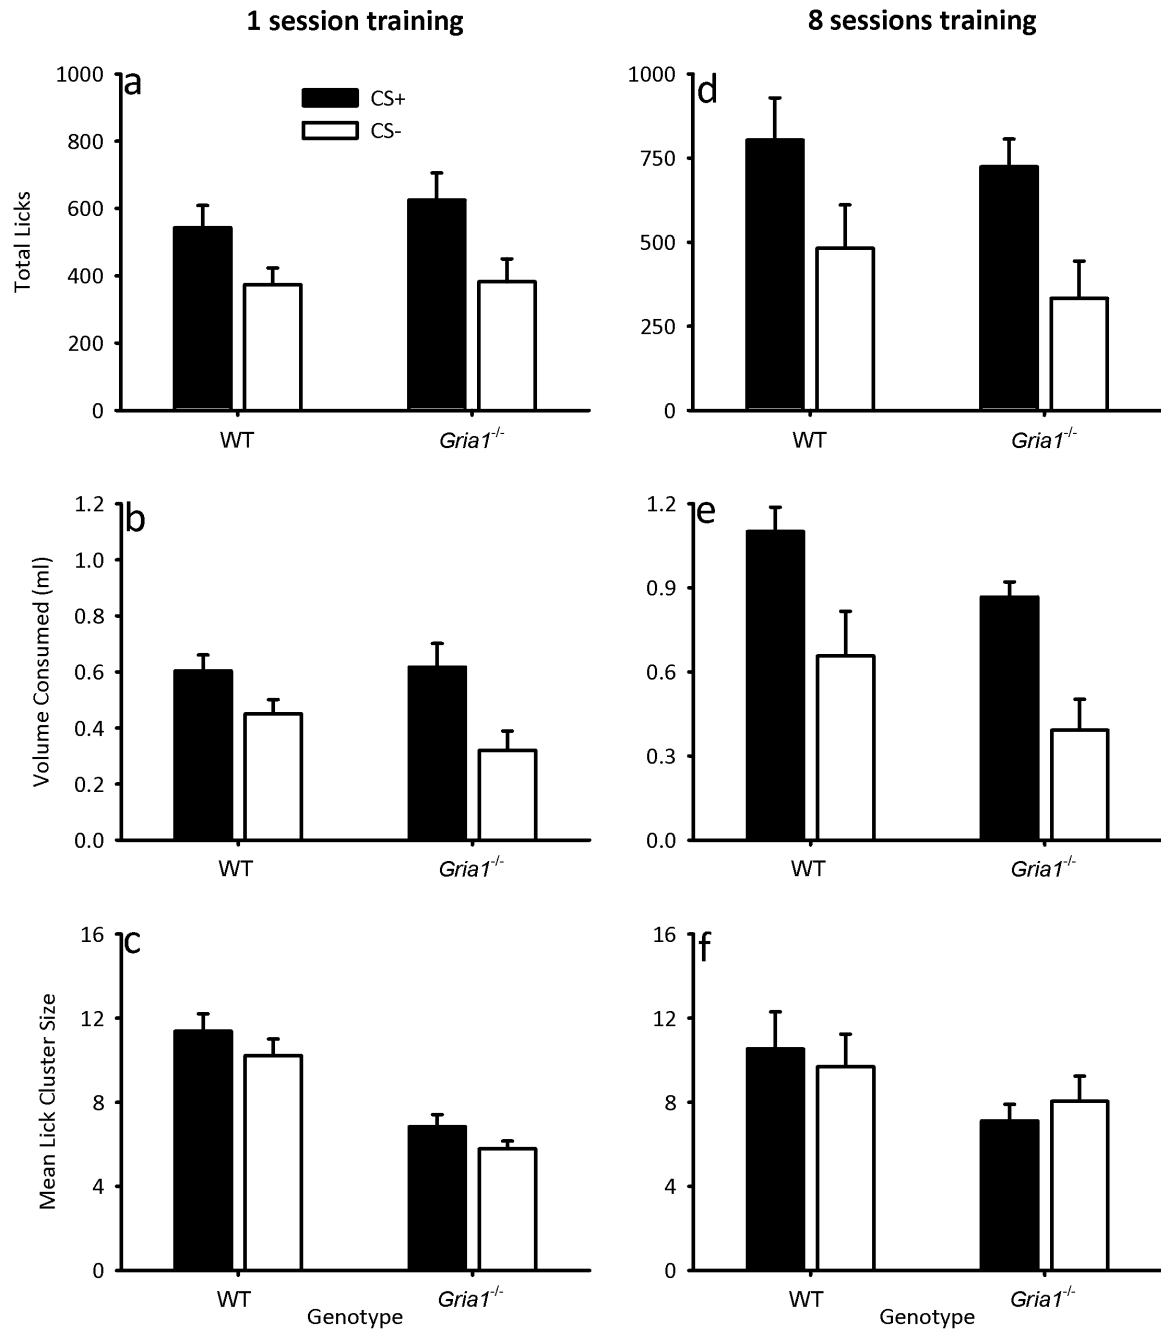 1 session training
8 sessions training
a
CS+
CS-
Total Licks
1000
800
600
400
200
0
WT
Gria1-/-
d
1000
750
500
250
0
WT
Gria1-/-
b
Volume Consumed (ml)
1.2
1.0
0.8
0.6
0.4
0.2
0.0
WT
Gria1-/-
e
1.2
0.9
0.6
0.3
0.0
WT
Gria1-/-
c
Mean Lick Cluster Size
16
12
8
4
0
WT
Gria1-/-
Genotype
f
16
12
8
4
0
WT
Gria1-/-
Genotype